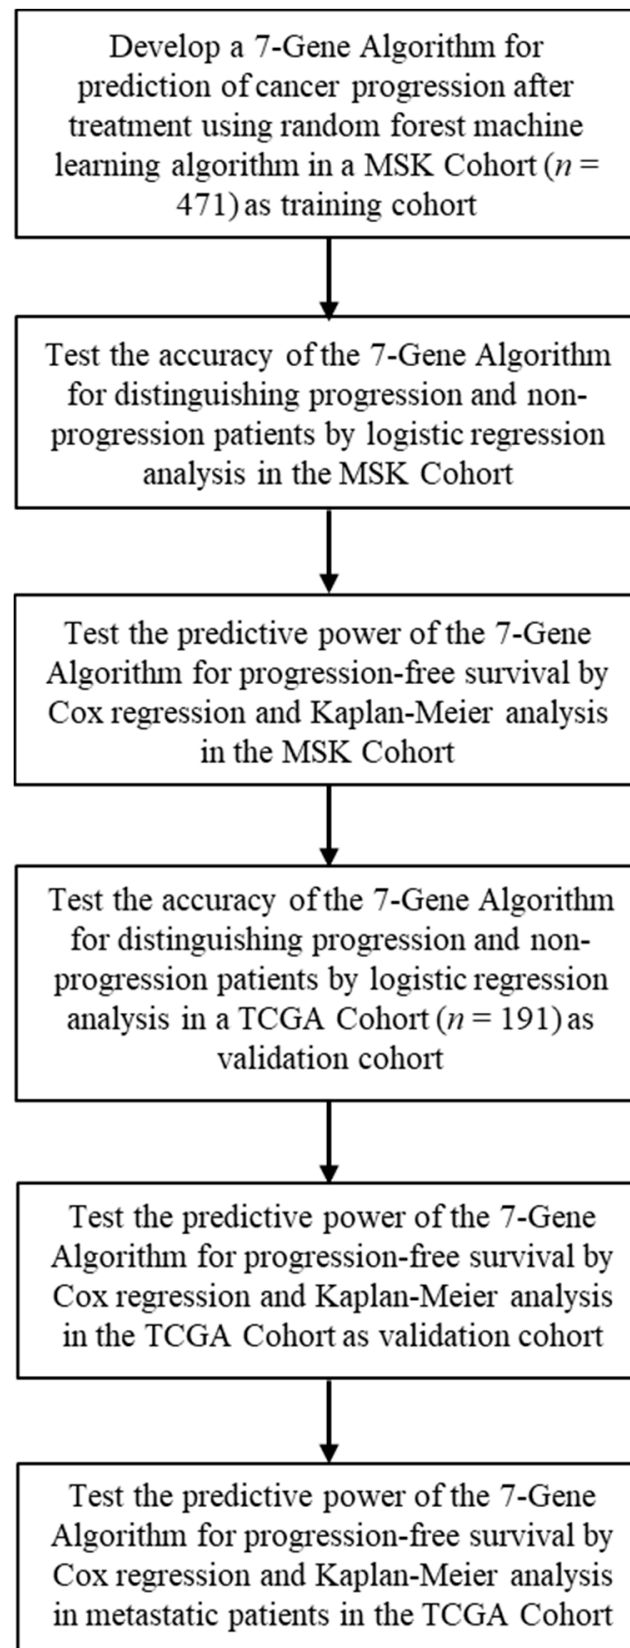 Develop a 7-Gene Algorithm for
prediction of cancer progression after
treatment using random forest machine
learning algorithm in a MSK Cohort (n =
471) as training cohort
Test the accuracy of the 7-Gene Algorithm
for distinguishing progression and non-
progression patients by logistic regression
analysis in the MSK Cohort
Test the predictive power of the 7-Gene
Algorithm for progression-free survival by
Cox regression and Kaplan-Meier analysis
in the MSK Cohort
Test the accuracy of the 7-Gene Algorithm
for distinguishing progression and non-
progression patients by logistic regression
analysis in a TCGA Cohort (n = 191) as
validation cohort
Test the predictive power of the 7-Gene
Algorithm for progression-free survival by
Cox regression and Kaplan-Meier analysis
in the TCGA Cohort as validation cohort
Test the predictive power of the 7-Gene
Algorithm for progression-free survival by
Cox regression and Kaplan-Meier analysis
in metastatic patients in the TCGA Cohort